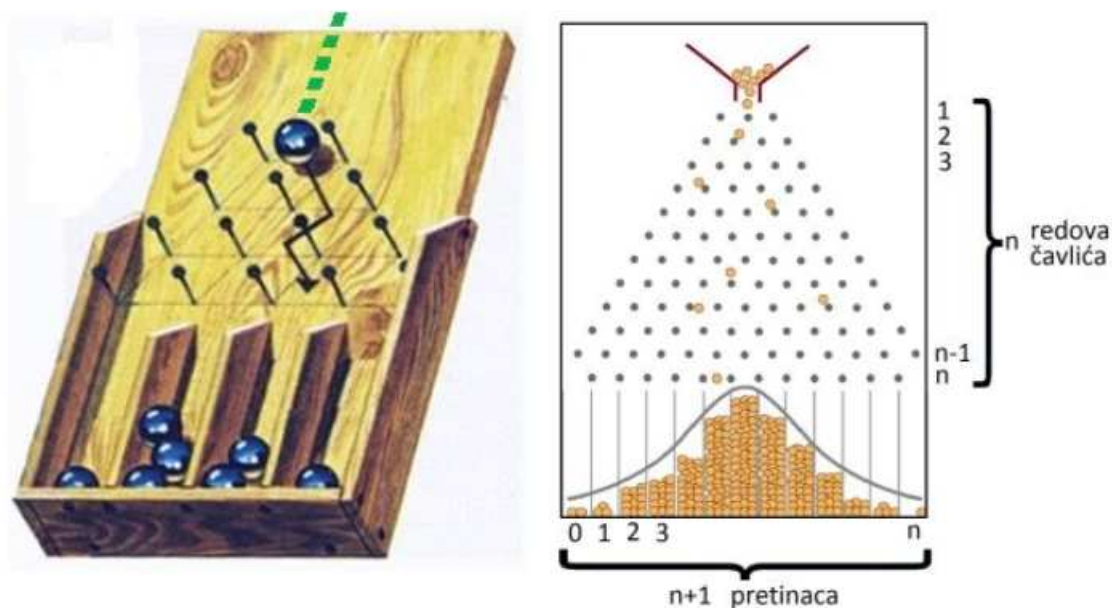 1
2
3
n redova
čavlića
n-1
n
0 1 2 3 n
n+1 pretinaca